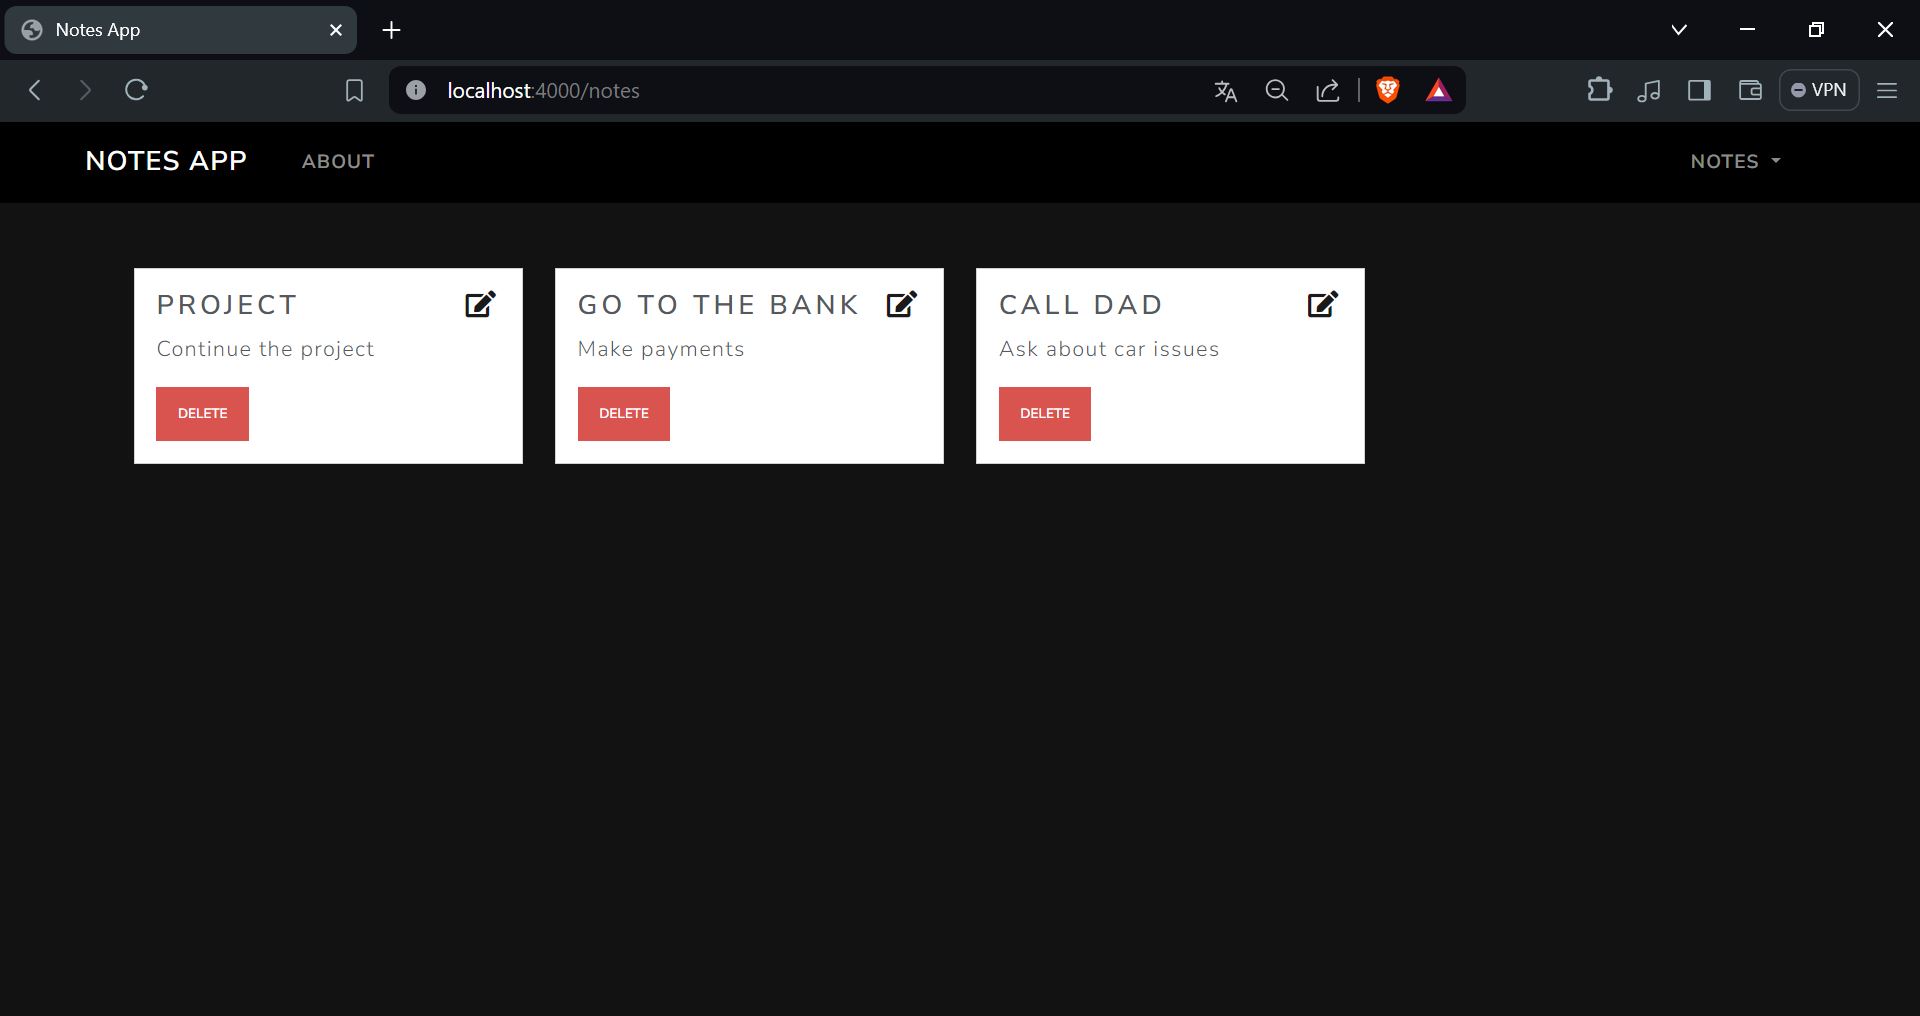 Notes App
localhost:4000/notes
VPN
NOTES APP
ABOUT
NOTES
PROJECT
Continue the project
DELETE
GO TO THE BANK
Make payments
DELETE
CALL DAD
Ask about car issues
DELETE